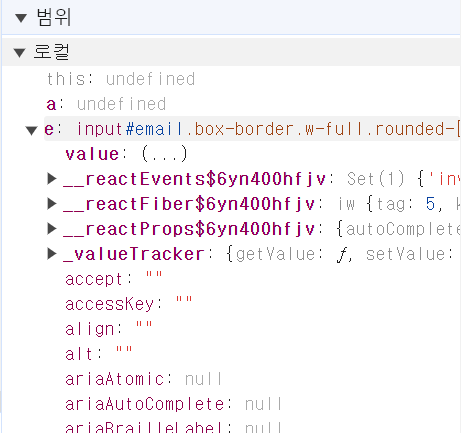 ▼ 범위
▼ 로컬
this: undefined
a: undefined
▼ e: input#email.box-border.w-full.rounded-[
value: (...)
▶ __reactEvents$6yn400hfjv: Set(1) {'inv
▶ __reactFiber$6yn400hfjv: iw {tag: 5, k
▶ __reactProps$6yn400hfjv: {autoComplete
▶ _valueTracker: {getValue: ƒ, setValue:
accept: ""
accessKey: ""
align: ""
alt: ""
ariaAtomic: null
ariaAutoComplete: null
ariaBrailleLabel: null